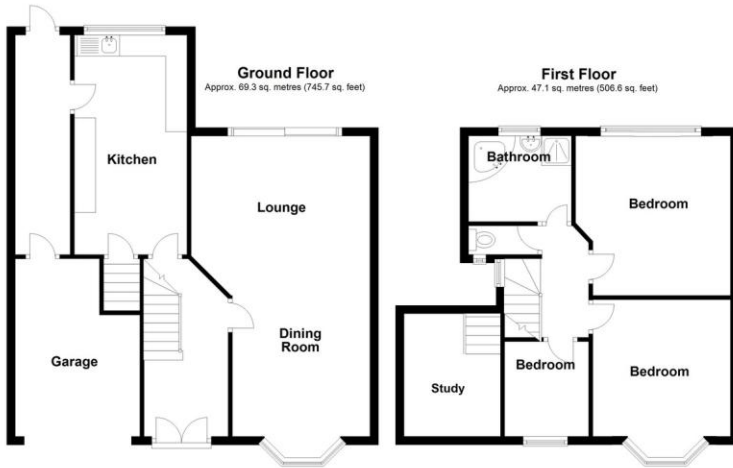 Ground Floor
Approx. 69.3 sq. metres (745.7 sq. feet)
Kitchen
Lounge
Dining
Room
Garage
First Floor
Approx. 47.1 sq. metres (506.6 sq. feet)
Bathroom
Bedroom
Bedroom
Bedroom
Study